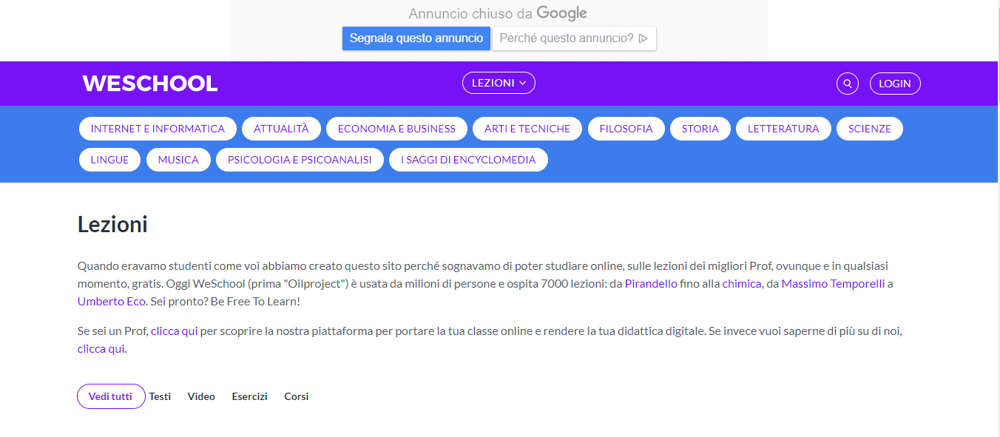 Annuncio chiuso da Google
Segnala questo annuncio Perché questo annuncio?
WESCHOOL LEZIONI LOGIN
INTERNET E INFORMATICA ATTUALITÀ ECONOMIA E BUSINESS ARTI E TECNICHE FILOSOFIA STORIA LETTERATURA SCIENZE
LINGUE MUSICA PSICOLOGIA E PSICOANALISI I SAGGI DI ENCYCLOMEDIA
Lezioni
Quando eravamo studenti come voi abbiamo creato questo sito perché sognavamo di poter studiare online, sulle lezioni dei migliori Prof, ovunque e in qualsiasi
momento, gratis. Oggi WeSchool (prima "Oilproject") è usata da milioni di persone e ospita 7000 lezioni: da Pirandello fino alla chimica, da Massimo Temporelli a
Umberto Eco. Sei pronto? Be Free To Learn!
Se sei un Prof, clicca qui per scoprire la nostra piattaforma per portare la tua classe online e rendere la tua didattica digitale. Se invece vuoi saperne di più su di noi,
clicca qui.
Vedi tutti Testi Video Esercizi Corsi